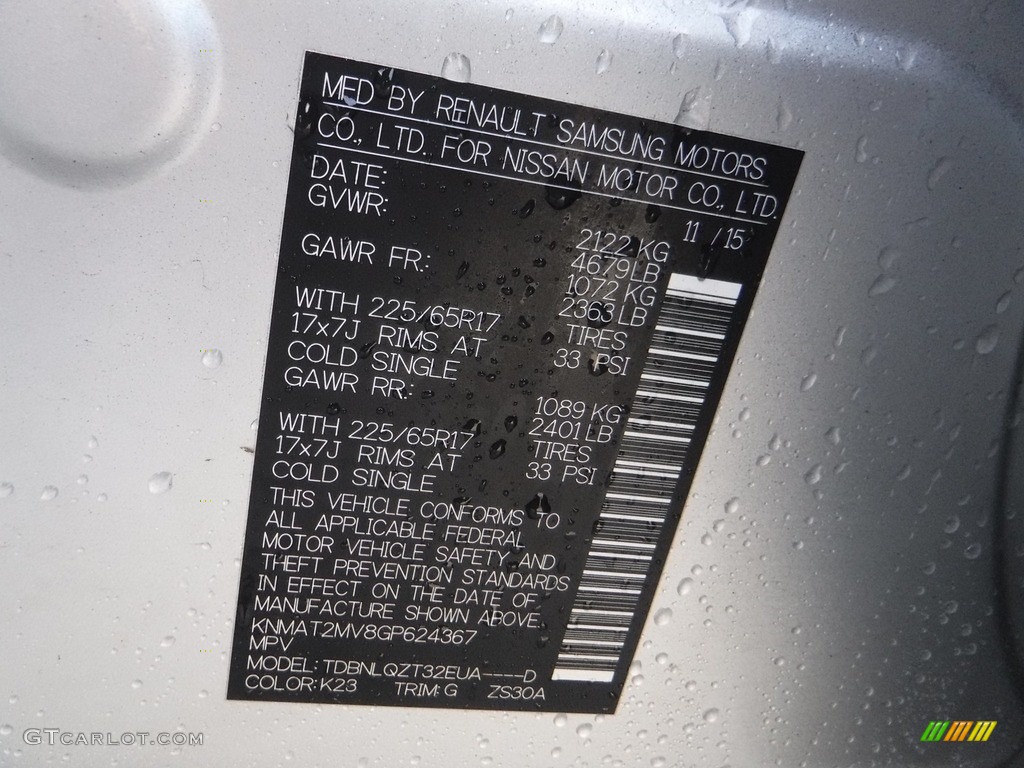 MFD BY RENAULT SAMSUNG MOTORS
CO., LTD. FOR NISSAN MOTOR CO., LTD.
DATE: 11 / 15
GVWR: 2122 KG
4679 LB
GAWR FR: 1072 KG
2363 LB
WITH 225/65R17 TIRES
17x7J RIMS AT 33 PSI
COLD SINGLE
GAWR RR: 1089 KG
2401 LB
WITH 225/65R17 TIRES
17x7J RIMS AT 33 PSI
COLD SINGLE
THIS VEHICLE CONFORMS TO
ALL APPLICABLE FEDERAL
MOTOR VEHICLE SAFETY AND
THEFT PREVENTION STANDARDS
IN EFFECT ON THE DATE OF
MANUFACTURE SHOWN ABOVE.
KNMAT2MV8GP624367
MPV
MODEL: TDBNLQZT32EUA----D
COLOR: K23 TRIM: G ZS30A
GTCARLOT.COM